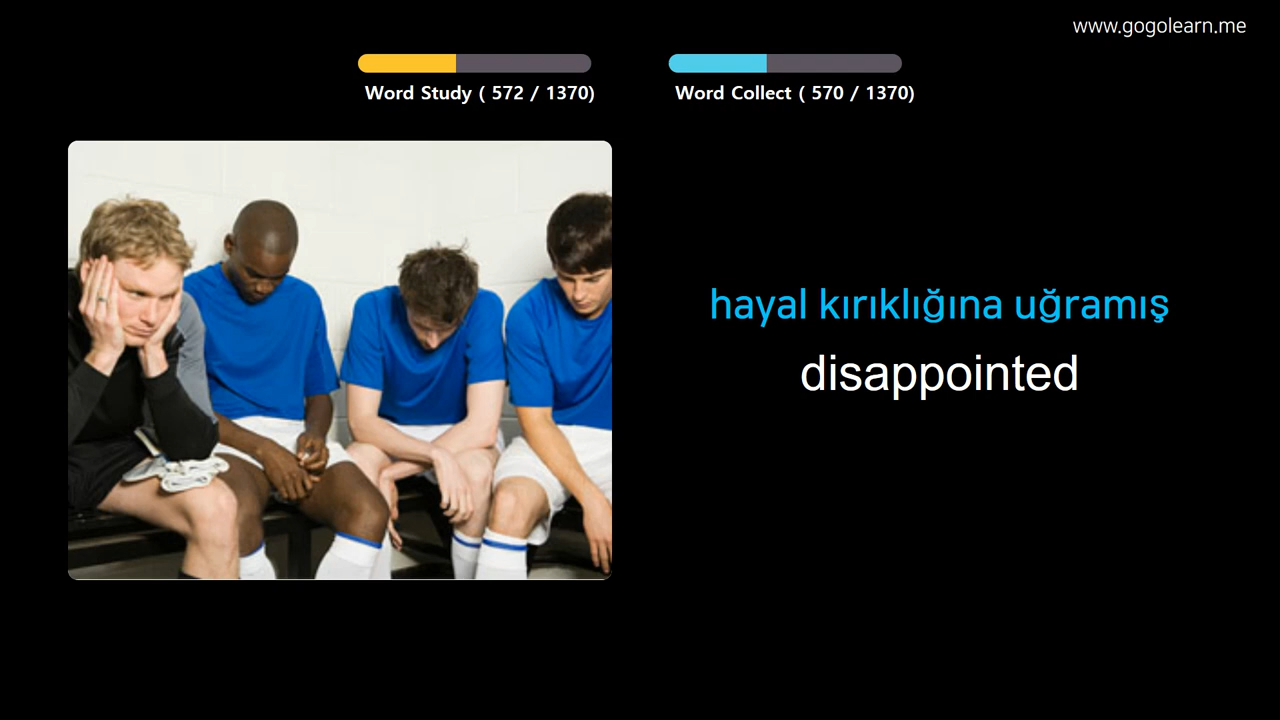 www.gogolearn.me
Word Study ( 572 / 1370)
Word Collect ( 570 / 1370)
hayal kırıklığına uğramış
disappointed